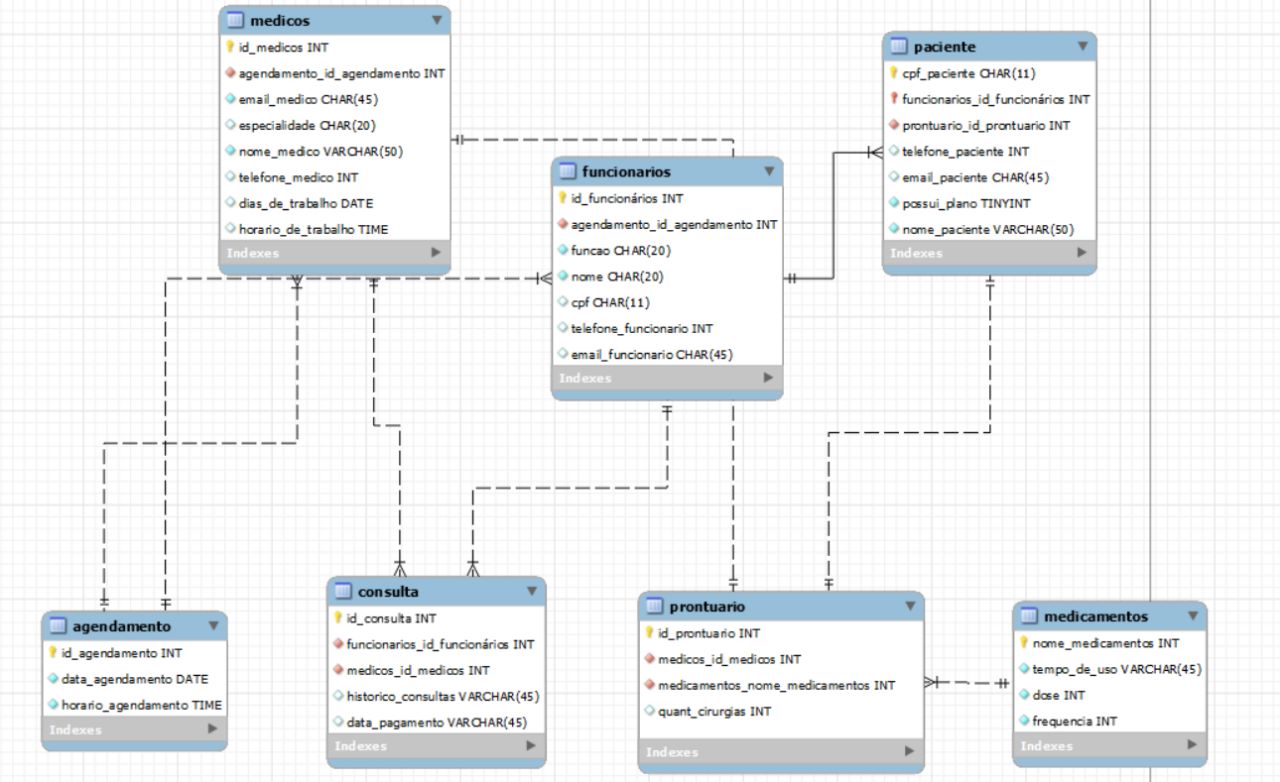 medicos
id_medicos INT
agendamento_id_agendamento INT
email_medico CHAR(45)
especialidade CHAR(20)
nome_medico VARCHAR(50)
telefone_medico INT
dias_de_trabalho DATE
horario_de_trabalho TIME
Indexes
funcionarios
id_funcionários INT
agendamento_id_agendamento INT
funcao CHAR(20)
nome CHAR(20)
cpf CHAR(11)
telefone_funcionario INT
email_funcionario CHAR(45)
Indexes
paciente
cpf_paciente CHAR(11)
funcionarios_id_funcionários INT
prontuario_id_prontuario INT
telefone_paciente INT
email_paciente CHAR(45)
possui_plano TINYINT
nome_paciente VARCHAR(50)
Indexes
agendamento
id_agendamento INT
data_agendamento DATE
horario_agendamento TIME
Indexes
consulta
id_consulta INT
funcionarios_id_funcionários INT
medicos_id_medicos INT
historico_consultas VARCHAR(45)
data_pagamento VARCHAR(45)
Indexes
prontuario
id_prontuario INT
medicos_id_medicos INT
medicamentos_nome_medicamentos INT
quant_cirurgias INT
Indexes
medicamentos
nome_medicamentos INT
tempo_de_uso VARCHAR(45)
dose INT
frequencia INT
Indexes